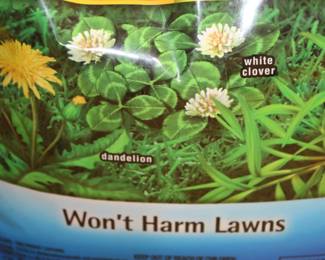 white
clover
dandelion
Won't Harm Lawns